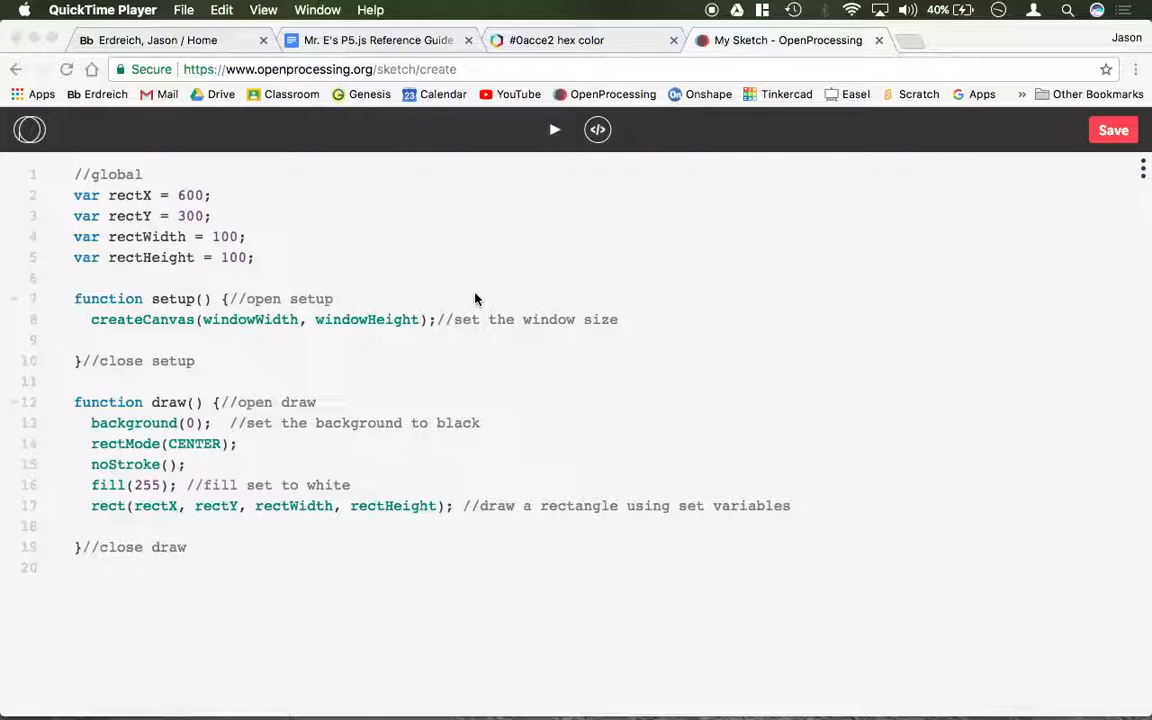 QuickTime Player File Edit View Window Help 40%
Bb Erdreich, Jason / Home Mr. E's P5.js Reference Guide #0acce2 hex color My Sketch - OpenProcessing Jason
Secure https://www.openprocessing.org/sketch/create
Apps Bb Erdreich Mail Drive Classroom Genesis 23 Calendar YouTube OpenProcessing On Onshape Tinkercad Easel Scratch G Apps » Other Bookmarks
</> Save
1 //global
2 var rectX = 600;
3 var rectY = 300;
4 var rectWidth = 100;
5 var rectHeight = 100;
6
7 function setup() {//open setup
8 createCanvas(windowWidth, windowHeight);//set the window size
9
10 }//close setup
11
12 function draw() {//open draw
13 background(0); //set the background to black
14 rectMode(CENTER);
15 noStroke();
16 fill(255); //fill set to white
17 rect(rectX, rectY, rectWidth, rectHeight); //draw a rectangle using set variables
18
19 }//close draw
20